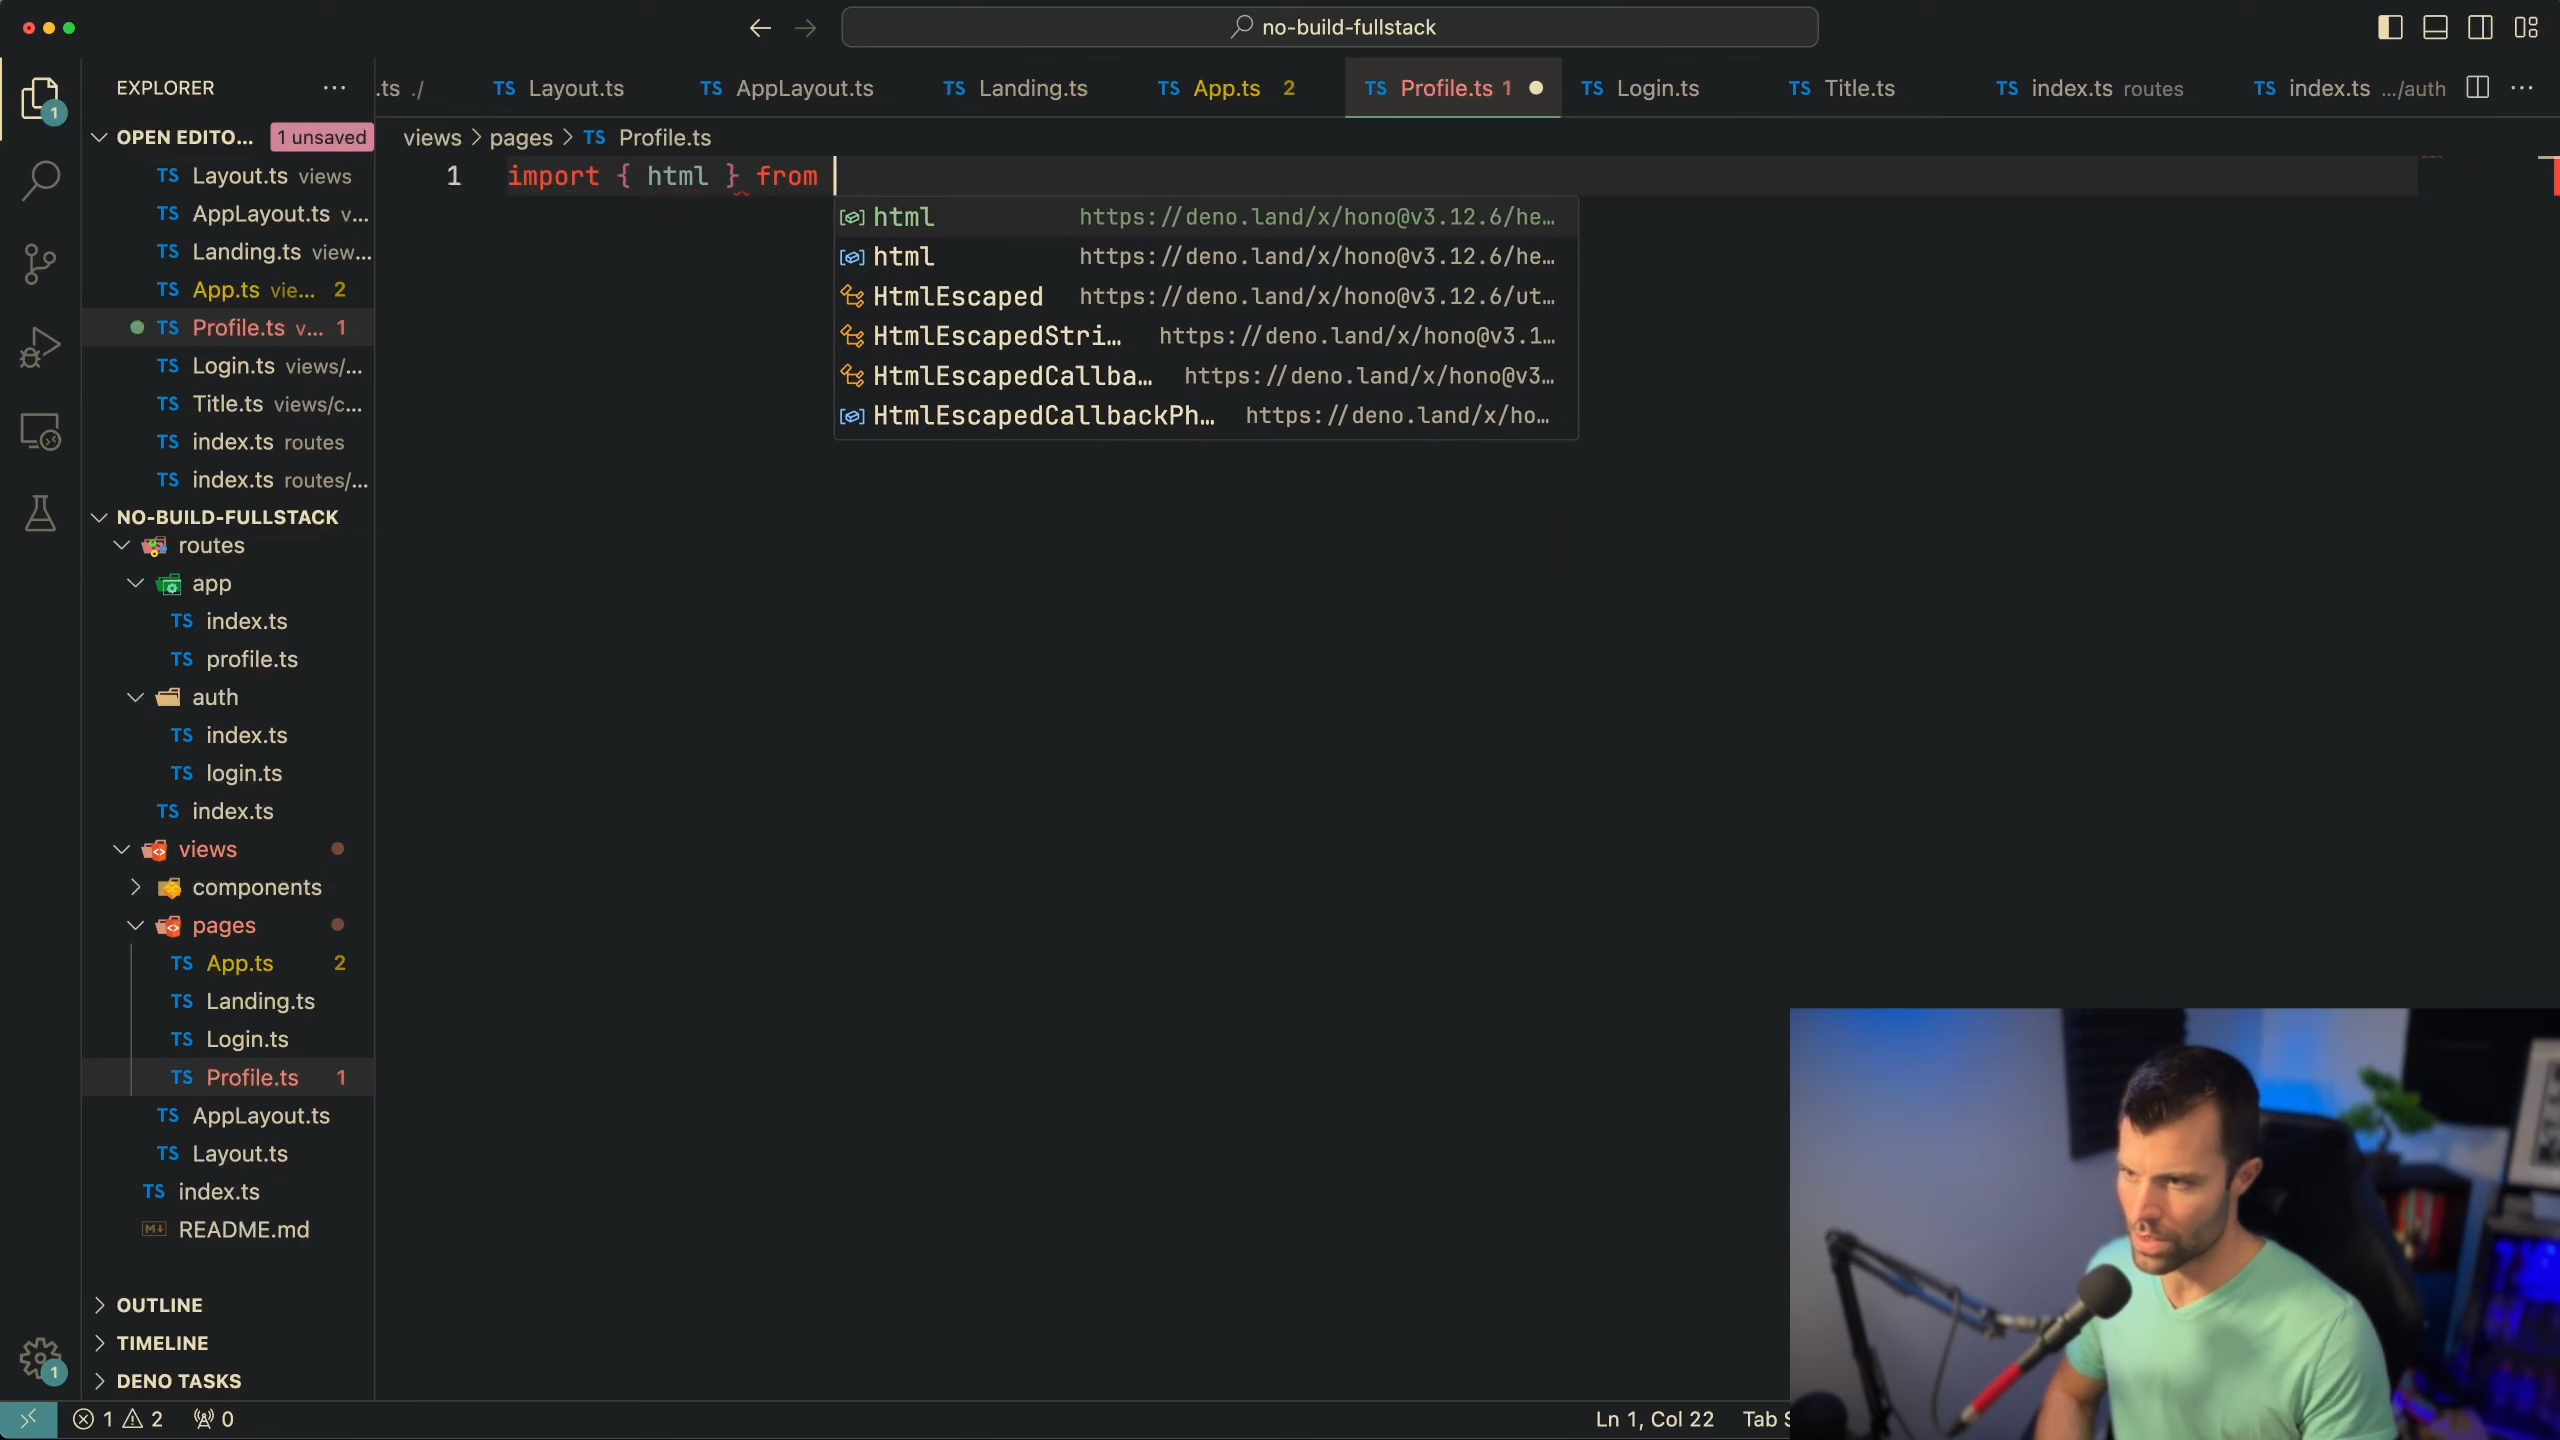 no-build-fullstack
EXPLORER
.ts ./
TS Layout.ts
TS AppLayout.ts
TS Landing.ts
TS App.ts 2
TS Profile.ts 1
TS Login.ts
TS Title.ts
TS index.ts routes
TS index.ts .../auth
OPEN EDITO... 1 unsaved
TS Layout.ts views
TS AppLayout.ts v...
TS Landing.ts view...
TS App.ts vie... 2
TS Profile.ts v... 1
TS Login.ts views/...
TS Title.ts views/c...
TS index.ts routes
TS index.ts routes/...
NO-BUILD-FULLSTACK
routes
app
TS index.ts
TS profile.ts
auth
TS index.ts
TS login.ts
TS index.ts
views
components
pages
TS App.ts 2
TS Landing.ts
TS Login.ts
TS Profile.ts 1
TS AppLayout.ts
TS Layout.ts
TS index.ts
README.md
OUTLINE
TIMELINE
DENO TASKS
1
1
views > pages > TS Profile.ts
1 import { html } from
html https://deno.land/x/hono@v3.12.6/he...
html https://deno.land/x/hono@v3.12.6/he...
HtmlEscaped https://deno.land/x/hono@v3.12.6/ut...
HtmlEscapedStri... https://deno.land/x/hono@v3.1...
HtmlEscapedCallba... https://deno.land/x/hono@v3...
HtmlEscapedCallbackPh... https://deno.land/x/ho...
1 2 0
Ln 1, Col 22 Tab S